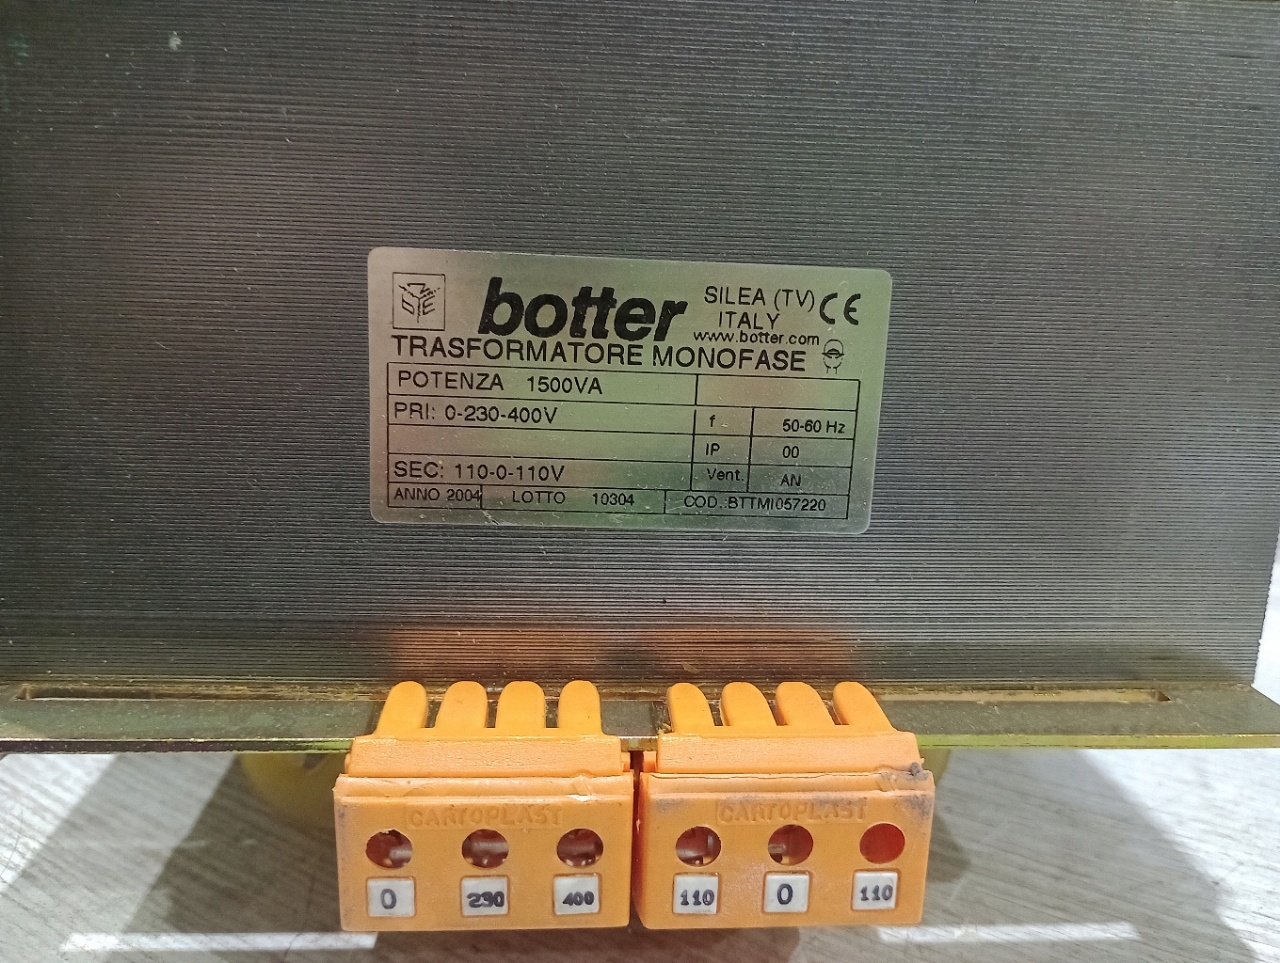 botter
SILEA (TV)
ITALY
www.botter.com
CE
TRASFORMATORE MONOFASE
POTENZA 1500VA
PRI: 0-230-400V
f 50-60 Hz
IP 00
SEC: 110-0-110V
Vent. AN
ANNO 2004 LOTTO 10304 COD.:BTTMI057220
CARTOPLAST CARTOPLAST
0 230 400 110 0 110